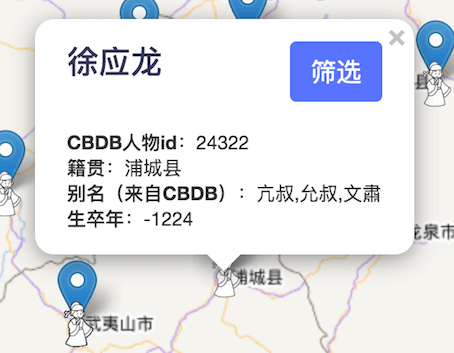 徐应龙
筛选
CBDB人物id：24322
籍贯：浦城县
别名（来自CBDB）：亢叔,允叔,文肃
生卒年：-1224
县
龙泉市
浦城县
武夷山市